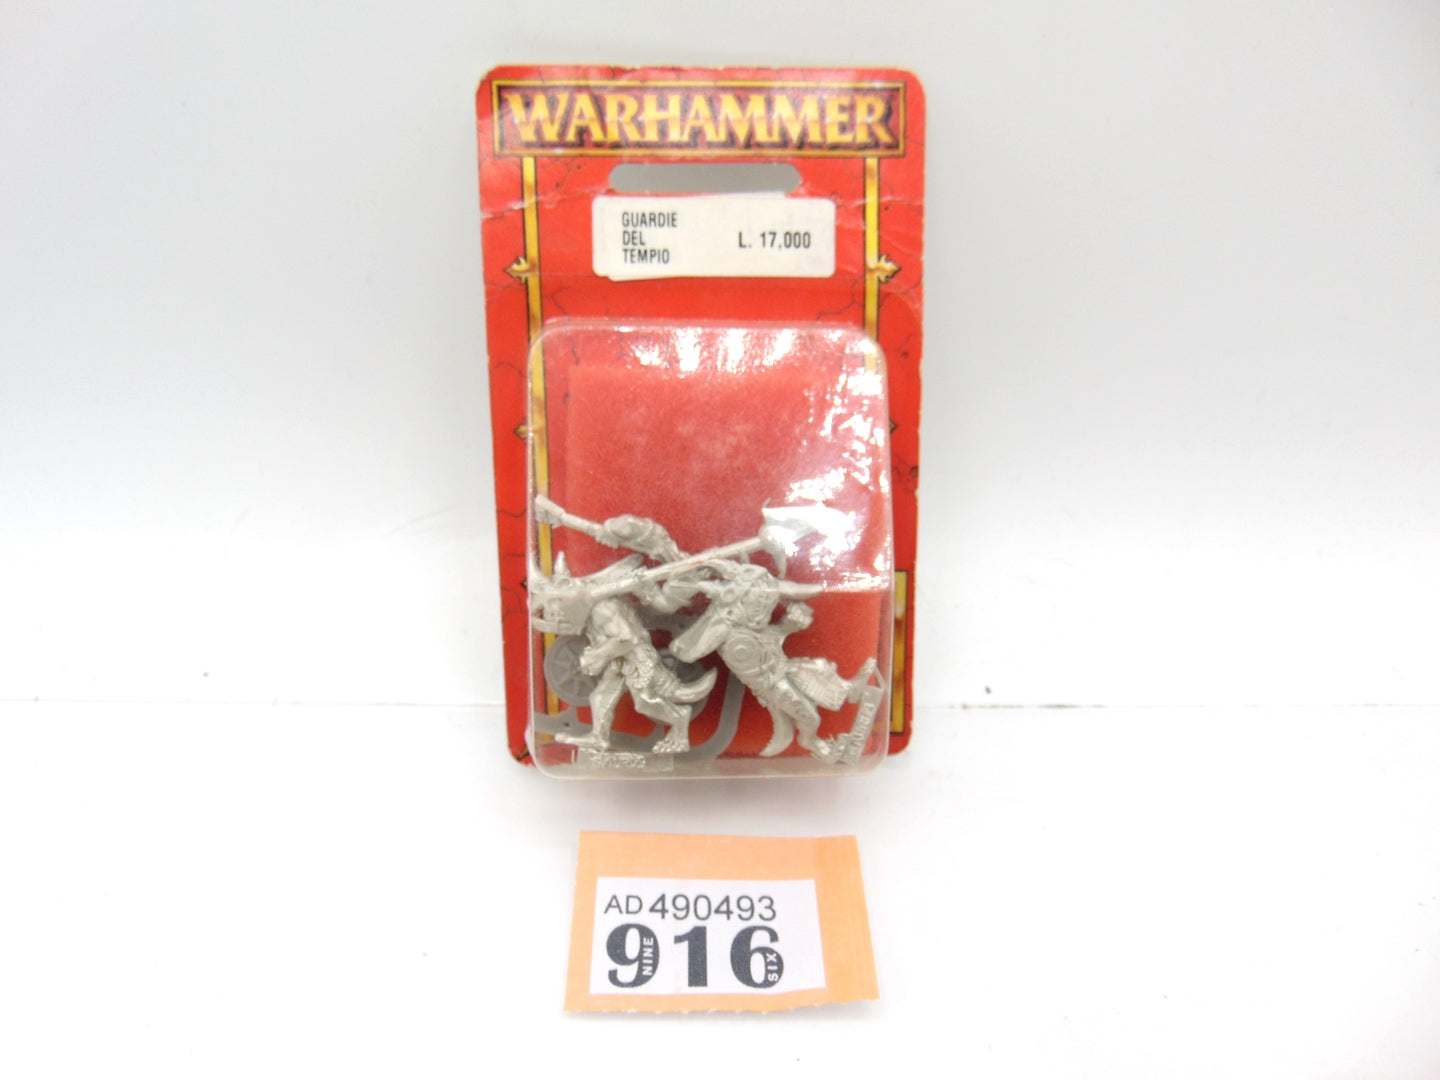 WARHAMMER
GUARDIE
DEL
TEMPIO
L. 17,000
AD 490493
916
NINE
SIX